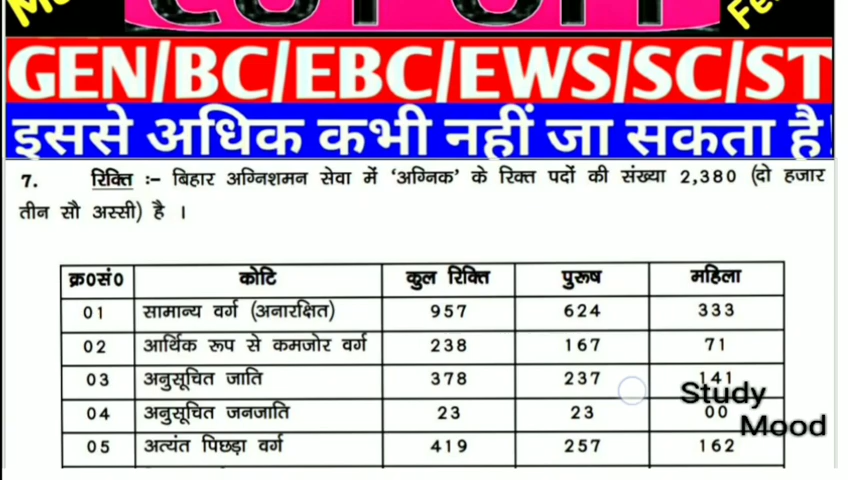 GEN/BC/EBC/EWS/SC/ST
इससे अधिक कभी नहीं जा सकता है!
7. रिक्ति :– बिहार अग्निशमन सेवा में ‘अग्निक’ के रिक्त पदों की संख्या 2,380 (दो हजार
तीन सौ अस्सी) है ।
क्र0सं0 कोटि कुल रिक्ति पुरूष महिला
01 सामान्य वर्ग (अनारक्षित) 957 624 333
02 आर्थिक रूप से कमजोर वर्ग 238 167 71
03 अनुसूचित जाति 378 237 141
04 अनुसूचित जनजाति 23 23 00
05 अत्यंत पिछड़ा वर्ग 419 257 162
Study
Mood